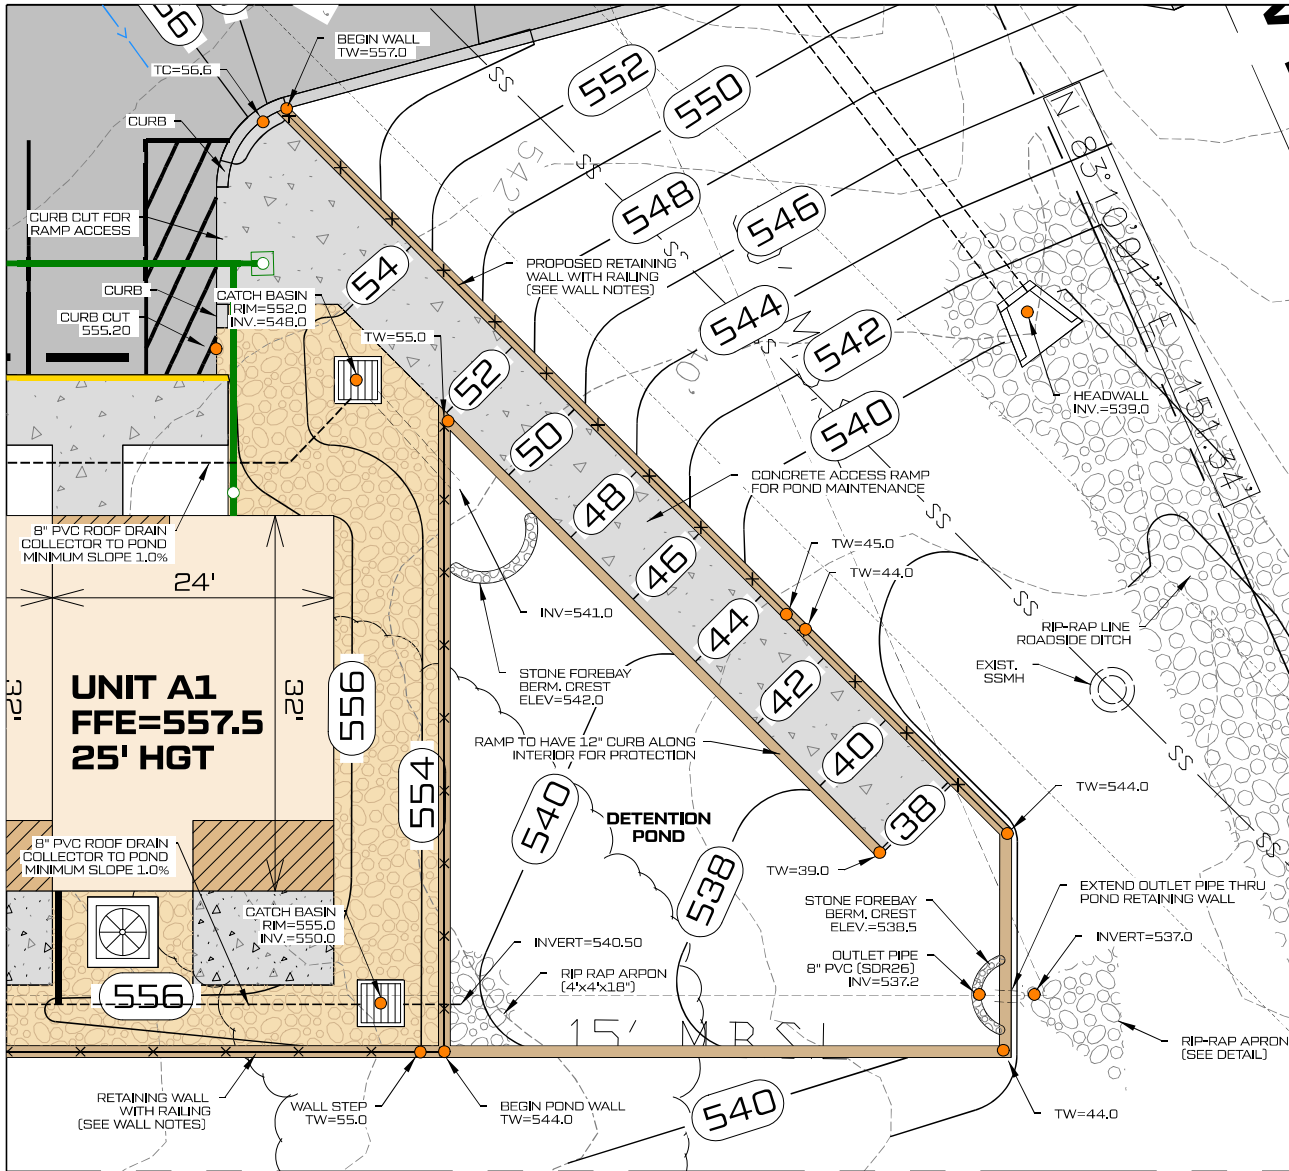 56
BEGIN WALL
TW=557.0
TC=56.6
CURB
552
550
542
548
546
544
542
540
N 83°10'04" E 151.34'
CURB CUT FOR
RAMP ACCESS
54
PROPOSED RETAINING
WALL WITH RAILING
(SEE WALL NOTES)
CURB
CATCH BASIN
RIM=552.0
INV.=548.0
CURB CUT
555.20
TW=55.0
52
HEADWALL
INV.=539.0
50
CONCRETE ACCESS RAMP
FOR POND MAINTENANCE
48
8" PVC ROOF DRAIN
COLLECTOR TO POND
MINIMUM SLOPE 1.0%
TW=45.0
46
TW=44.0
24'
INV=541.0
44
RIP-RAP LINE
ROADSIDE DITCH
EXIST.
SSMH
STONE FOREBAY
BERM. CREST
ELEV=542.0
42
32'
UNIT A1
FFE=557.5
25' HGT
32'
556
RAMP TO HAVE 12" CURB ALONG
INTERIOR FOR PROTECTION
40
554
540
DETENTION
POND
38
TW=544.0
8" PVC ROOF DRAIN
COLLECTOR TO POND
MINIMUM SLOPE 1.0%
TW=39.0
538
EXTEND OUTLET PIPE THRU
POND RETAINING WALL
STONE FOREBAY
BERM. CREST
ELEV.=538.5
CATCH BASIN
RIM=555.0
INV.=550.0
INVERT=540.50
INVERT=537.0
OUTLET PIPE
8" PVC (SDR26)
INV=537.2
RIP RAP ARPON
(4'x4'x18")
556
15' MBSL
RIP-RAP APRON
(SEE DETAIL)
RETAINING WALL
WITH RAILING
(SEE WALL NOTES)
WALL STEP
TW=55.0
BEGIN POND WALL
TW=544.0
540
TW=44.0